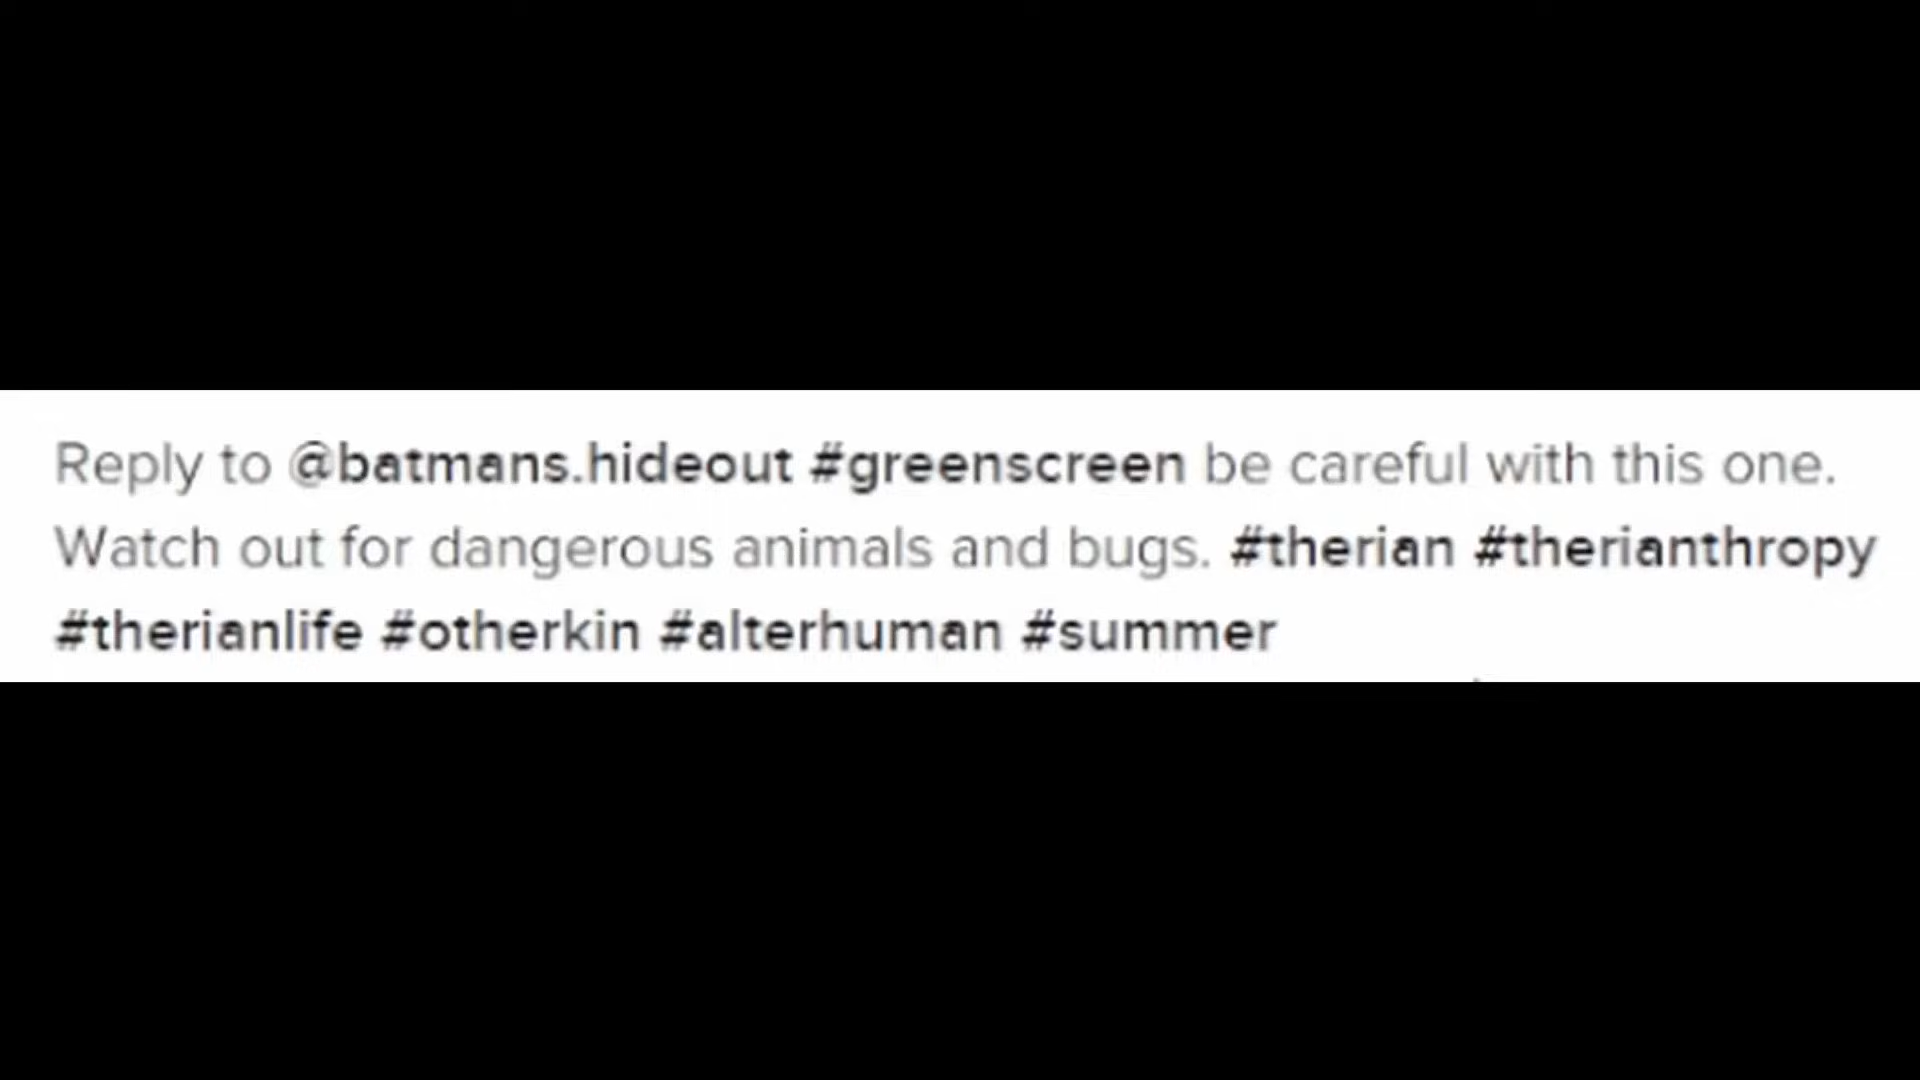 Reply to @batmans.hideout #greenscreen be careful with this one.
Watch out for dangerous animals and bugs. #therian #therianthropy
#therianlife #otherkin #alterhuman #summer